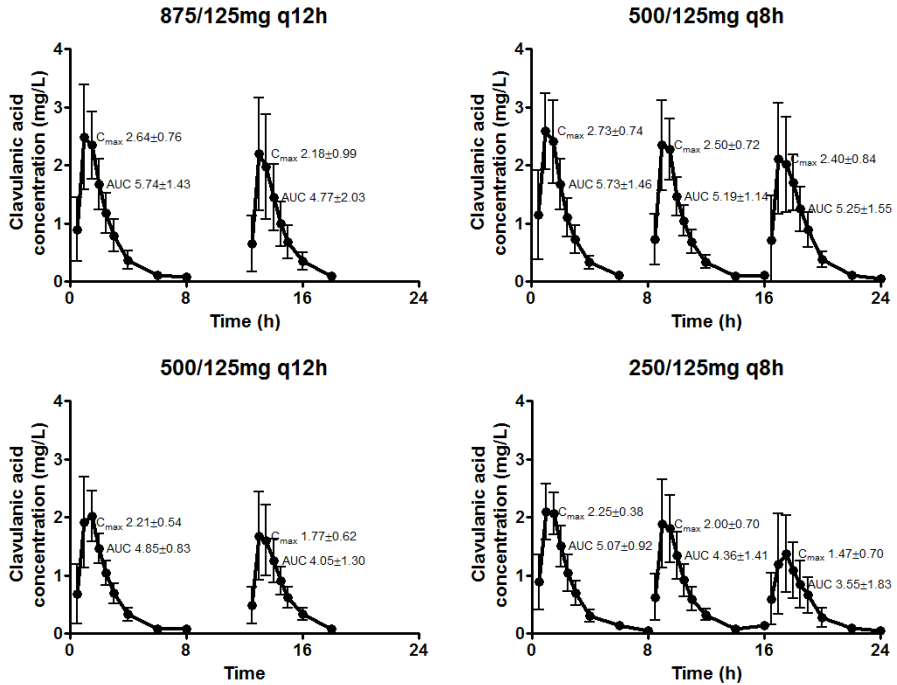 875/125mg q12h
Clavulanic acid
concentration (mg/L)
4
3
2
1
0
Cmax 2.64±0.76
AUC 5.74±1.43
Cmax 2.18±0.99
AUC 4.77±2.03
0
8
16
24
Time (h)
500/125mg q8h
Clavulanic acid
concentration (mg/L)
4
3
2
1
0
Cmax 2.73±0.74
AUC 5.73±1.46
Cmax 2.50±0.72
AUC 5.19±1.14
Cmax 2.40±0.84
AUC 5.25±1.55
0
8
16
24
Time (h)
500/125mg q12h
Clavulanic acid
concentration (mg/L)
4
3
2
1
0
Cmax 2.21±0.54
AUC 4.85±0.83
Cmax 1.77±0.62
AUC 4.05±1.30
0
8
16
24
Time
250/125mg q8h
Clavulanic acid
concentration (mg/L)
4
3
2
1
0
Cmax 2.25±0.38
AUC 5.07±0.92
Cmax 2.00±0.70
AUC 4.36±1.41
Cmax 1.47±0.70
AUC 3.55±1.83
0
8
16
24
Time (h)